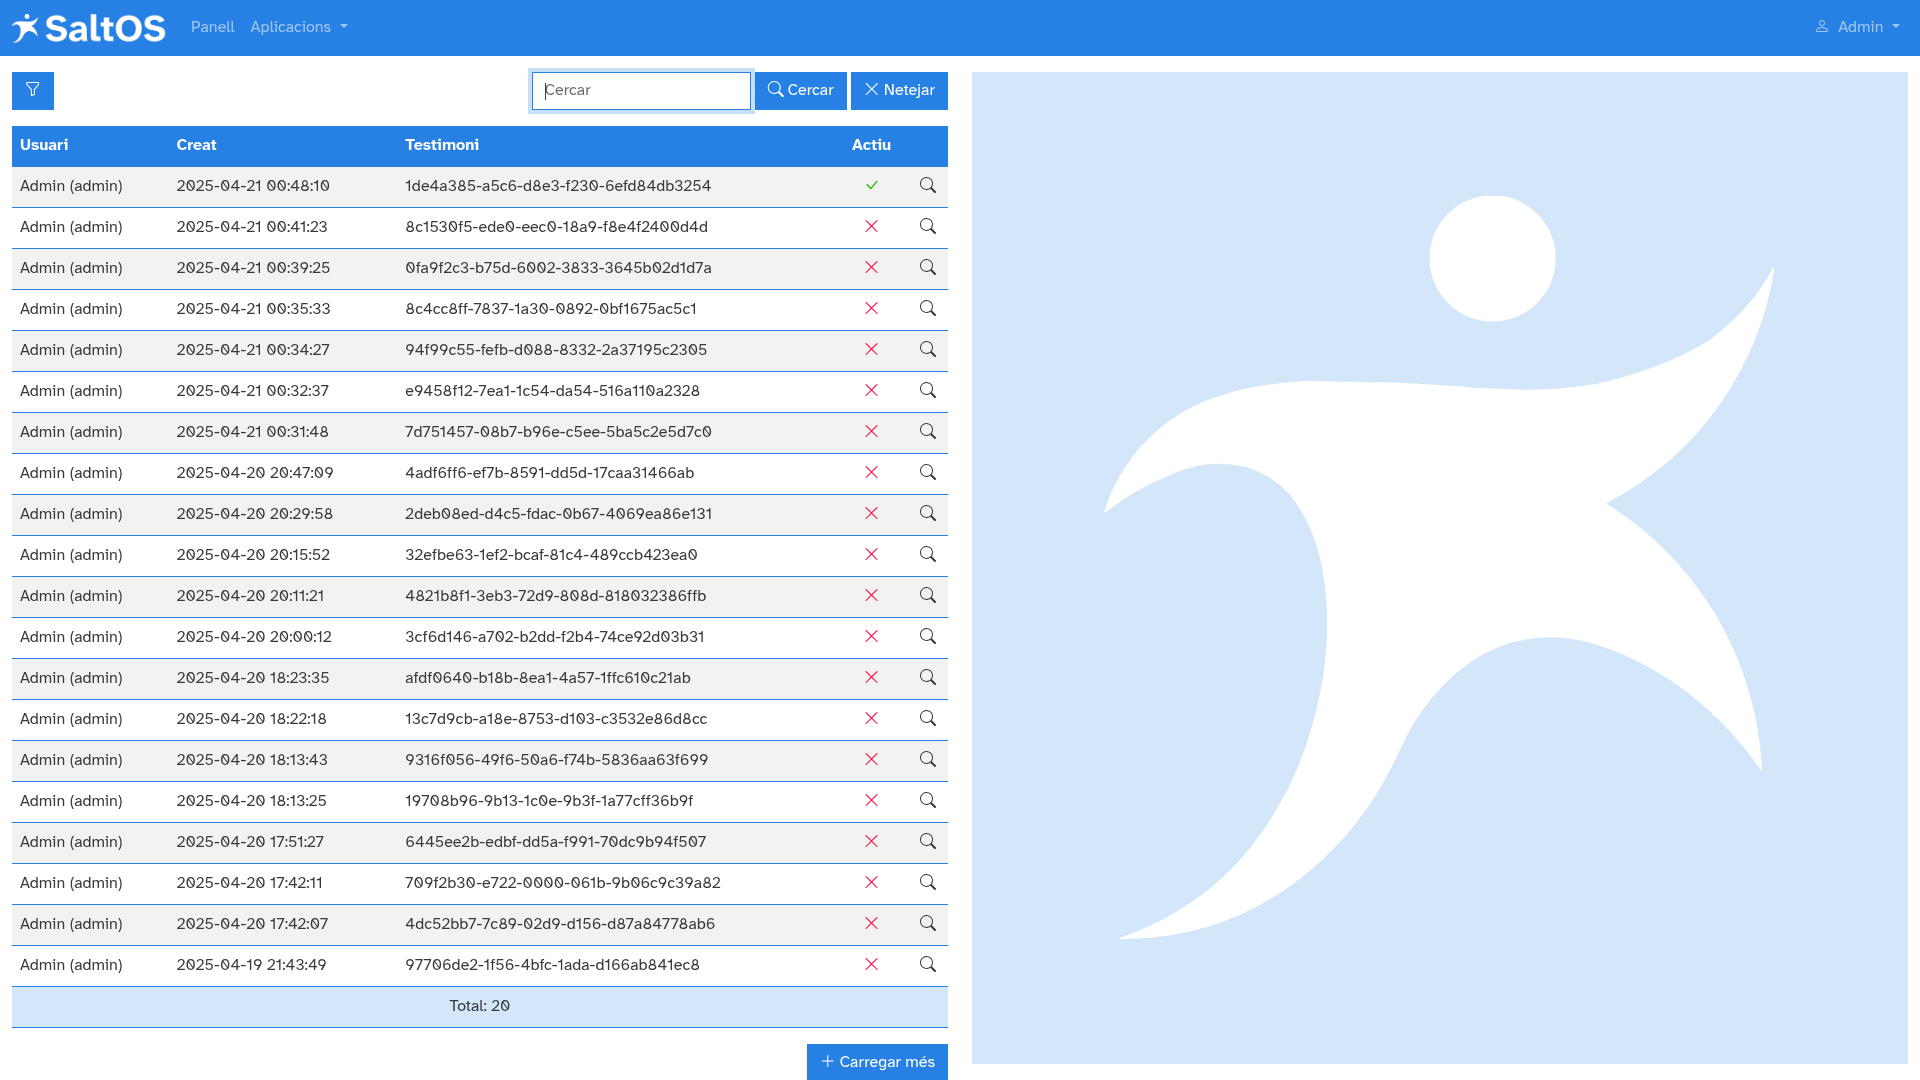 SaltOS Panell Aplicacions Admin
Cercar Cercar Netejar
Usuari Creat Testimoni Actiu
Admin (admin) 2025-04-21 00:48:10 1de4a385-a5c6-d8e3-f230-6efd84db3254
Admin (admin) 2025-04-21 00:41:23 8c1530f5-ede0-eec0-18a9-f8e4f2400d4d
Admin (admin) 2025-04-21 00:39:25 0fa9f2c3-b75d-6002-3833-3645b02d1d7a
Admin (admin) 2025-04-21 00:35:33 8c4cc8ff-7837-1a30-0892-0bf1675ac5c1
Admin (admin) 2025-04-21 00:34:27 94f99c55-fefb-d088-8332-2a37195c2305
Admin (admin) 2025-04-21 00:32:37 e9458f12-7ea1-1c54-da54-516a110a2328
Admin (admin) 2025-04-21 00:31:48 7d751457-08b7-b96e-c5ee-5ba5c2e5d7c0
Admin (admin) 2025-04-20 20:47:09 4adf6ff6-ef7b-8591-dd5d-17caa31466ab
Admin (admin) 2025-04-20 20:29:58 2deb08ed-d4c5-fdac-0b67-4069ea86e131
Admin (admin) 2025-04-20 20:15:52 32efbe63-1ef2-bcaf-81c4-489ccb423ea0
Admin (admin) 2025-04-20 20:11:21 4821b8f1-3eb3-72d9-808d-818032386ffb
Admin (admin) 2025-04-20 20:00:12 3cf6d146-a702-b2dd-f2b4-74ce92d03b31
Admin (admin) 2025-04-20 18:23:35 afdf0640-b18b-8ea1-4a57-1ffc610c21ab
Admin (admin) 2025-04-20 18:22:18 13c7d9cb-a18e-8753-d103-c3532e86d8cc
Admin (admin) 2025-04-20 18:13:43 9316f056-49f6-50a6-f74b-5836aa63f699
Admin (admin) 2025-04-20 18:13:25 19708b96-9b13-1c0e-9b3f-1a77cff36b9f
Admin (admin) 2025-04-20 17:51:27 6445ee2b-edbf-dd5a-f991-70dc9b94f507
Admin (admin) 2025-04-20 17:42:11 709f2b30-e722-0000-061b-9b06c9c39a82
Admin (admin) 2025-04-20 17:42:07 4dc52bb7-7c89-02d9-d156-d87a84778ab6
Admin (admin) 2025-04-19 21:43:49 97706de2-1f56-4bfc-1ada-d166ab841ec8
Total: 20
Carregar més